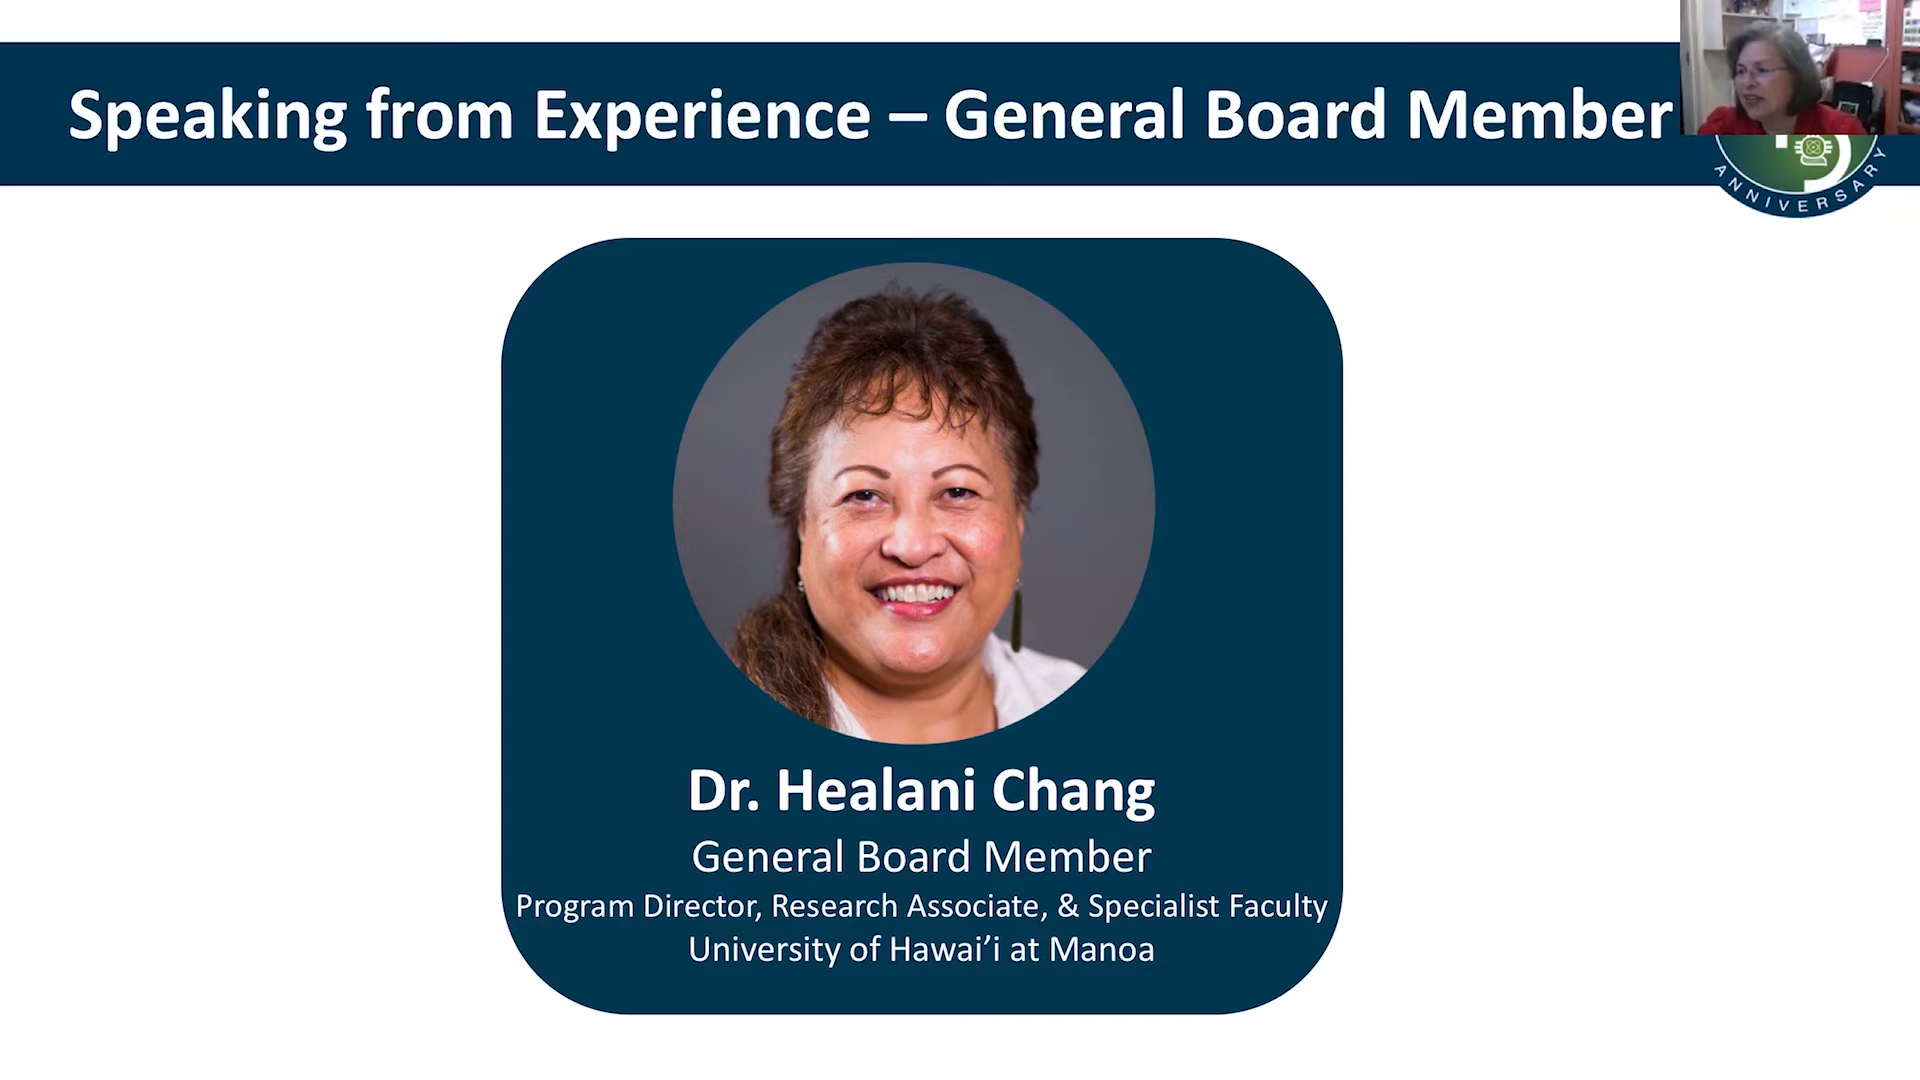 Speaking from Experience – General Board Member
ANNIVERSARY
Dr. Healani Chang
General Board Member
Program Director, Research Associate, & Specialist Faculty
University of Hawai’i at Manoa